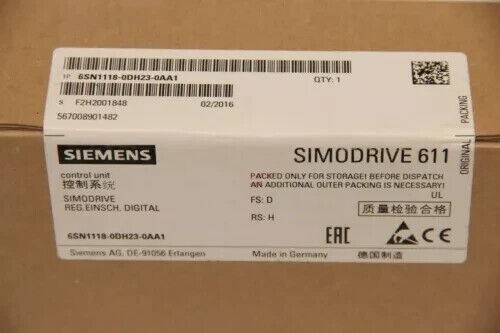 1P 6SN1118-0DH23-0AA1 QTY: 1
S F2H2001848 02/2016
567008901482
ORIGINAL PACKING
SIEMENS SIMODRIVE 611
control unit
控制系统
SIMODRIVE
REG.EINSCH. DIGITAL
6SN1118-0DH23-0AA1
PACKED ONLY FOR STORAGE! BEFORE DISPATCH
AN ADDITIONAL OUTER PACKING IS NECESSARY!
UL
FS: D
RS: H
质量检验合格
EAC CE
Siemens AG, DE-91056 Erlangen Made in Germany 德国制造